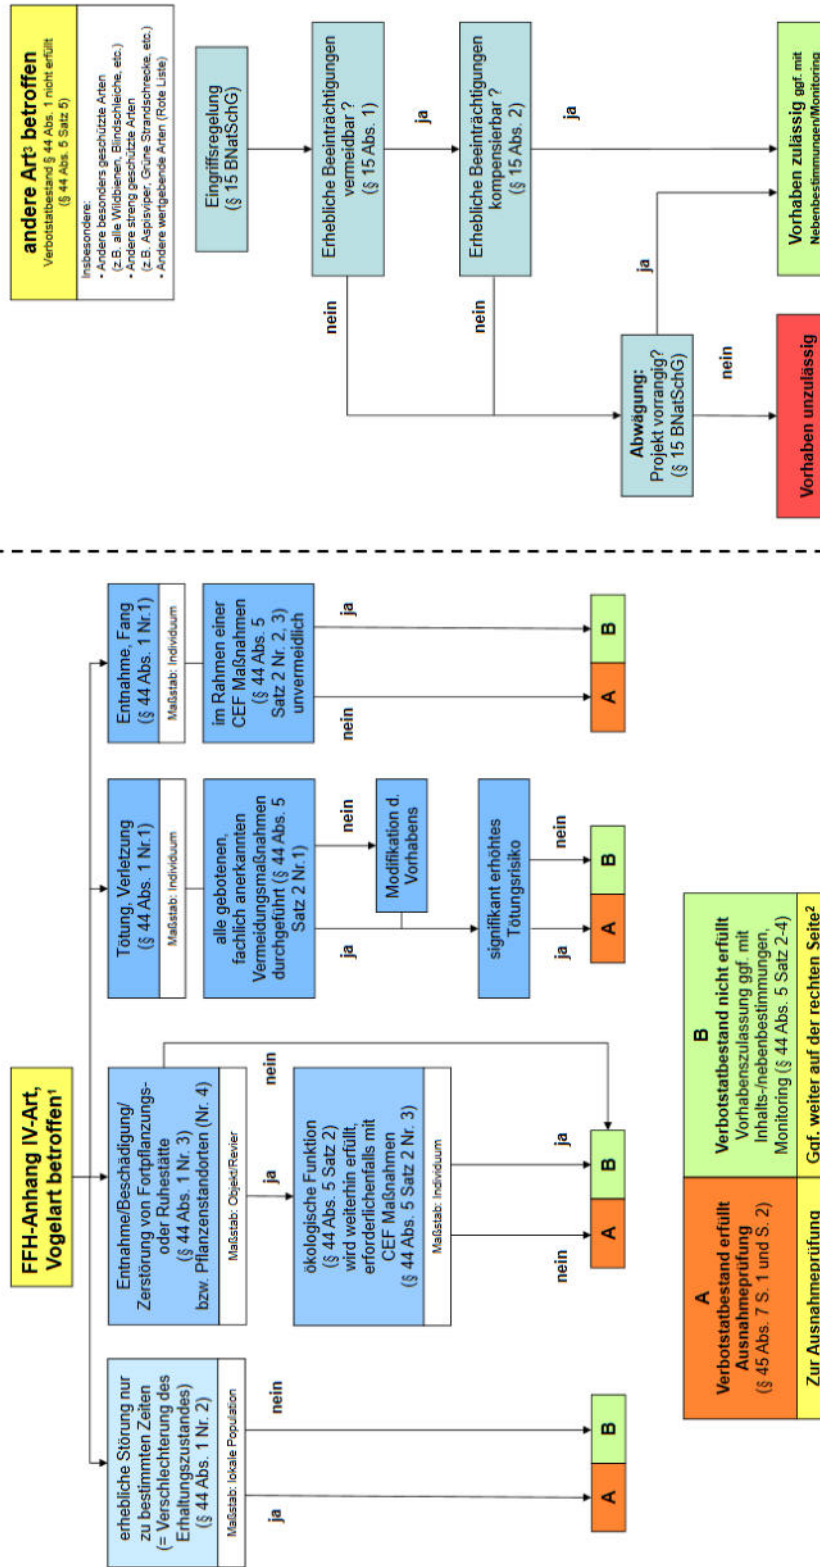 FFH-Anhang IV-Art,
Vogelart betroffen¹
erhebliche Störung nur
zu bestimmten Zeiten
(= Verschlechterung des
Erhaltungszustandes)
(§ 44 Abs. 1 Nr. 2)
Maßstab: lokale Population
ja
nein
A
B
Entnahme/Beschädigung/
Zerstörung von Fortpflanzungs-
oder Ruhestätte
(§ 44 Abs. 1 Nr. 3)
bzw. Pflanzenstandorten (Nr. 4)
Maßstab: Objekt/Revier
ja
nein
ökologische Funktion
(§ 44 Abs. 5 Satz 2)
wird weiterhin erfüllt,
erforderlichenfalls mit
CEF Maßnahmen
(§ 44 Abs. 5 Satz 2 Nr. 3)
Maßstab: Individuum
nein
ja
A
B
Tötung, Verletzung
(§ 44 Abs. 1 Nr.1)
Maßstab: Individuum
alle gebotenen,
fachlich anerkannten
Vermeidungsmaßnahmen
durchgeführt (§ 44 Abs. 5
Satz 2 Nr.1)
ja
nein
Modifikation d.
Vorhabens
signifikant erhöhtes
Tötungsrisiko
ja
nein
A
B
Entnahme, Fang
(§ 44 Abs. 1 Nr.1)
Maßstab: Individuum
im Rahmen einer
CEF Maßnahmen
(§ 44 Abs. 5
Satz 2 Nr. 2, 3)
unvermeidlich
nein
ja
A
B
A
Verbotstatbestand erfüllt
Ausnahmeprüfung
(§ 45 Abs. 7 S. 1 und S. 2)
Zur Ausnahmeprüfung
B
Verbotstatbestand nicht erfüllt
Vorhabenszulassung ggf. mit
Inhalts-/nebenbestimmungen,
Monitoring (§ 44 Abs. 5 Satz 2-4)
Ggf. weiter auf der rechten Seite²
andere Art³ betroffen
Verbotstatbestand § 44 Abs. 1 nicht erfüllt
(§ 44 Abs. 5 Satz 5)
Insbesondere:
• Andere besonders geschützte Arten
(z.B. alle Wildbienen, Blindschleiche, etc.)
• Andere streng geschützte Arten
(z.B. Aspisviper, Grüne Strandschrecke, etc.)
• Andere wertgebende Arten (Rote Liste)
Eingriffsregelung
(§ 15 BNatSchG)
Erhebliche Beeinträchtigungen
vermeidbar ?
(§ 15 Abs. 1)
nein
ja
Erhebliche Beeinträchtigungen
kompensierbar ?
(§ 15 Abs. 2)
nein
ja
Abwägung:
Projekt vorrangig?
(§ 15 BNatSchG)
ja
nein
Vorhaben unzulässig
Vorhaben zulässig ggf. mit
Nebenbestimmungen/Monitoring